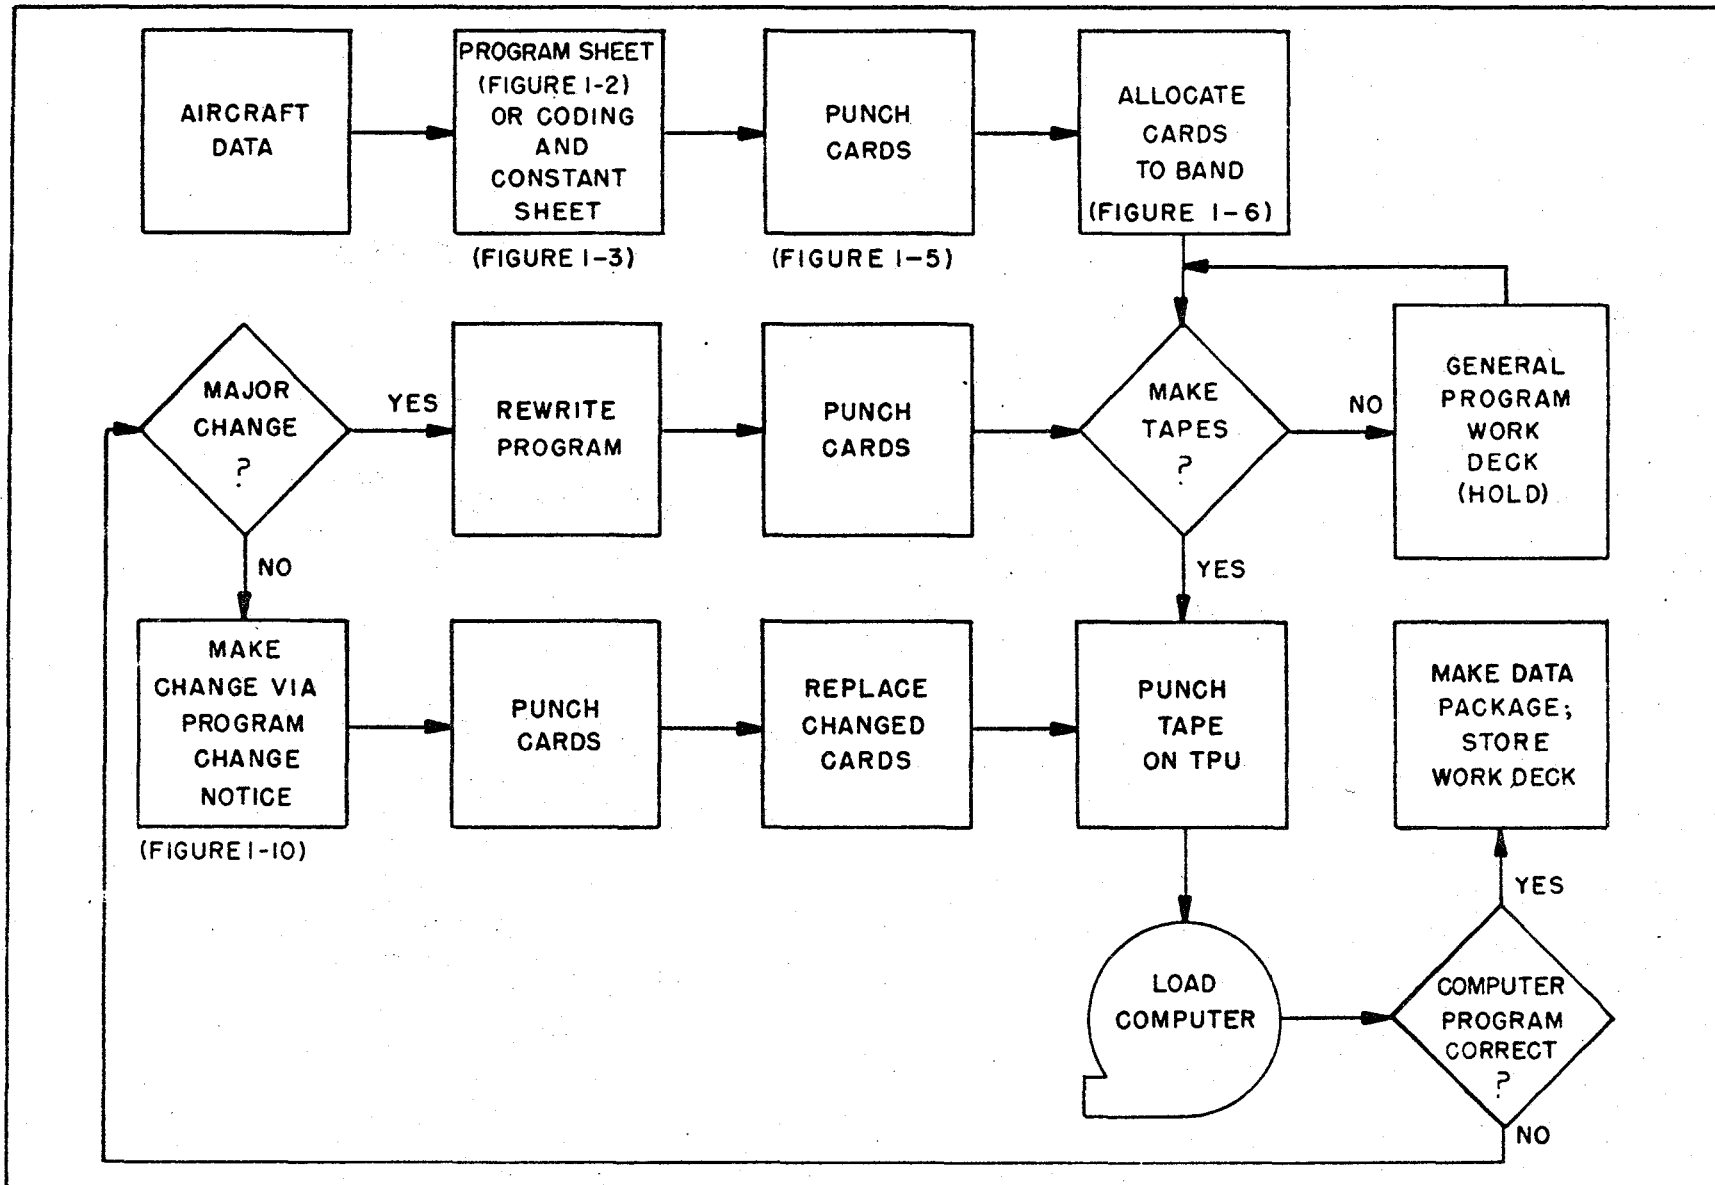 AIRCRAFT
DATA
PROGRAM SHEET
(FIGURE 1-2)
OR CODING
AND
CONSTANT
SHEET
(FIGURE 1-3)
PUNCH
CARDS
(FIGURE 1-5)
ALLOCATE
CARDS
TO BAND
(FIGURE 1-6)
MAJOR
CHANGE
?
YES
REWRITE
PROGRAM
PUNCH
CARDS
MAKE
TAPES
?
NO
GENERAL
PROGRAM
WORK
DECK
(HOLD)
NO
YES
MAKE
CHANGE VIA
PROGRAM
CHANGE
NOTICE
(FIGURE 1-10)
PUNCH
CARDS
REPLACE
CHANGED
CARDS
PUNCH
TAPE
ON TPU
MAKE DATA
PACKAGE;
STORE
WORK DECK
YES
LOAD
COMPUTER
COMPUTER
PROGRAM
CORRECT
?
NO